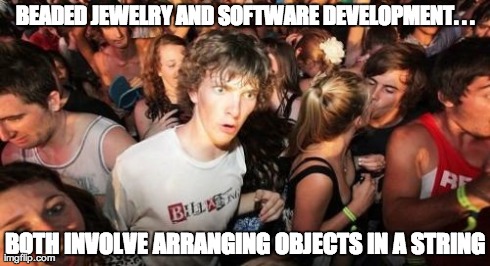 BEADED JEWELRY AND SOFTWARE DEVELOPMENT...
BOTH INVOLVE ARRANGING OBJECTS IN A STRING
imgflip.com